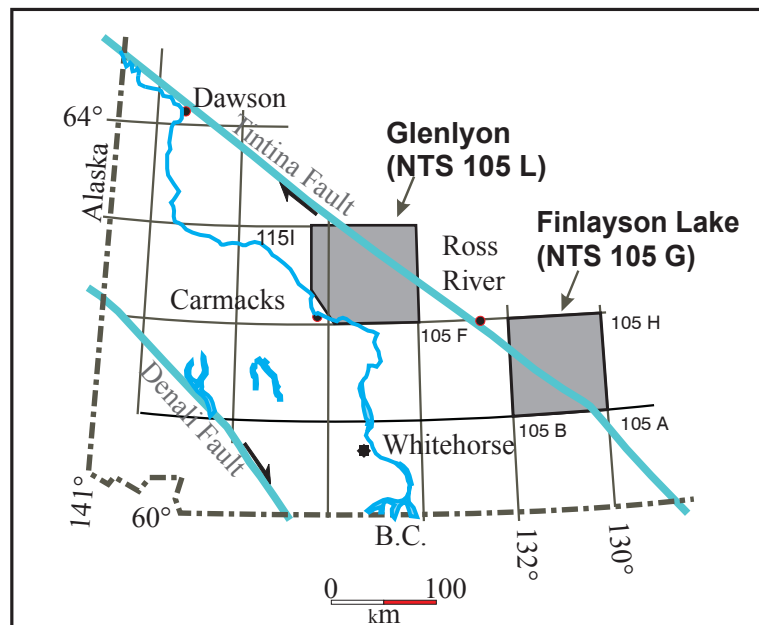 Dawson
64°
Tintina Fault
Glenlyon
(NTS 105 L)
Alaska
115I
Ross
River
Finlayson Lake
(NTS 105 G)
Carmacks
105 F
105 H
Denali Fault
Whitehorse
105 B
105 A
141°
60°
B.C.
132°
130°
0
100
km